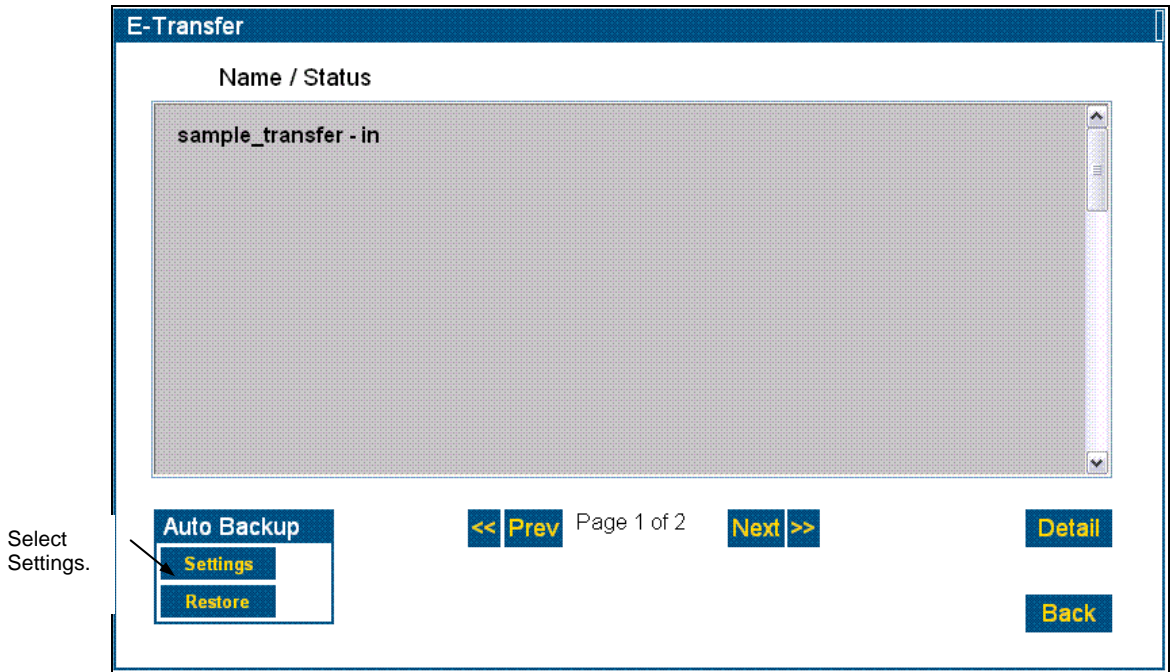 E-Transfer
Name / Status
sample_transfer - in
Select
Settings.
Auto Backup
Settings
Restore
<< Prev Page 1 of 2 Next >>
Detail
Back